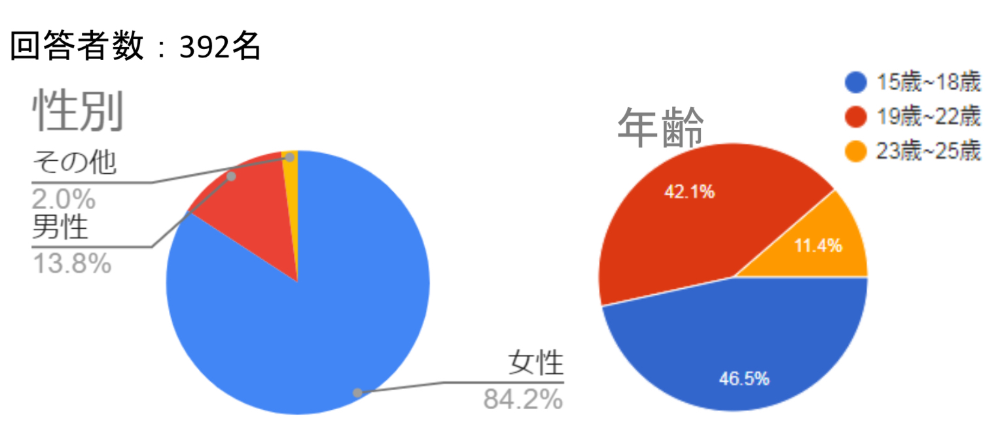 回答者数：392名
性別
その他
2.0%
男性
13.8%
女性
84.2%
年齢
15歳~18歳
19歳~22歳
23歳~25歳
42.1%
11.4%
46.5%